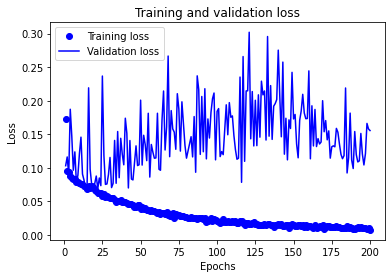 Training and validation loss
Training loss
Validation loss
0.30
0.25
0.20
0.15
0.10
0.05
0.00
Loss
0 25 50 75 100 125 150 175 200
Epochs